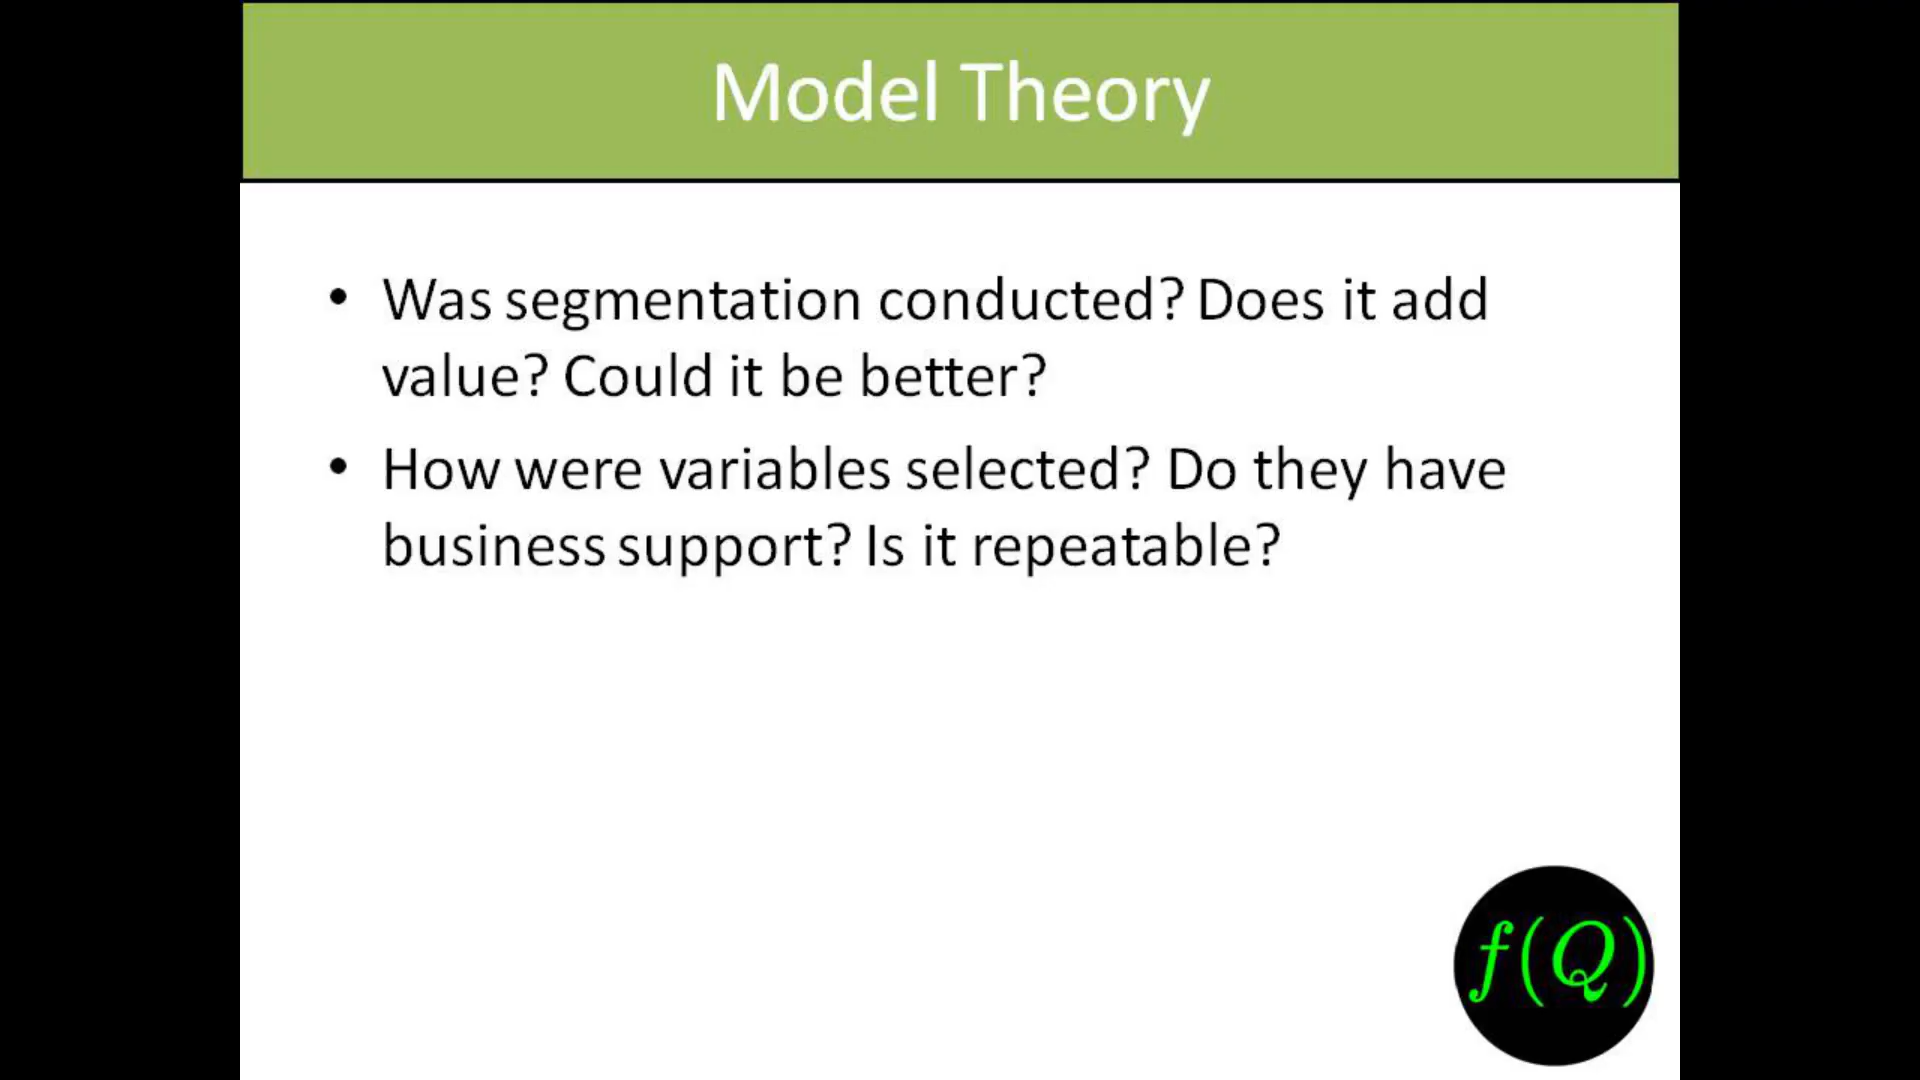 Model Theory
• Was segmentation conducted? Does it add
value? Could it be better?
• How were variables selected? Do they have
business support? Is it repeatable?
f(Q)